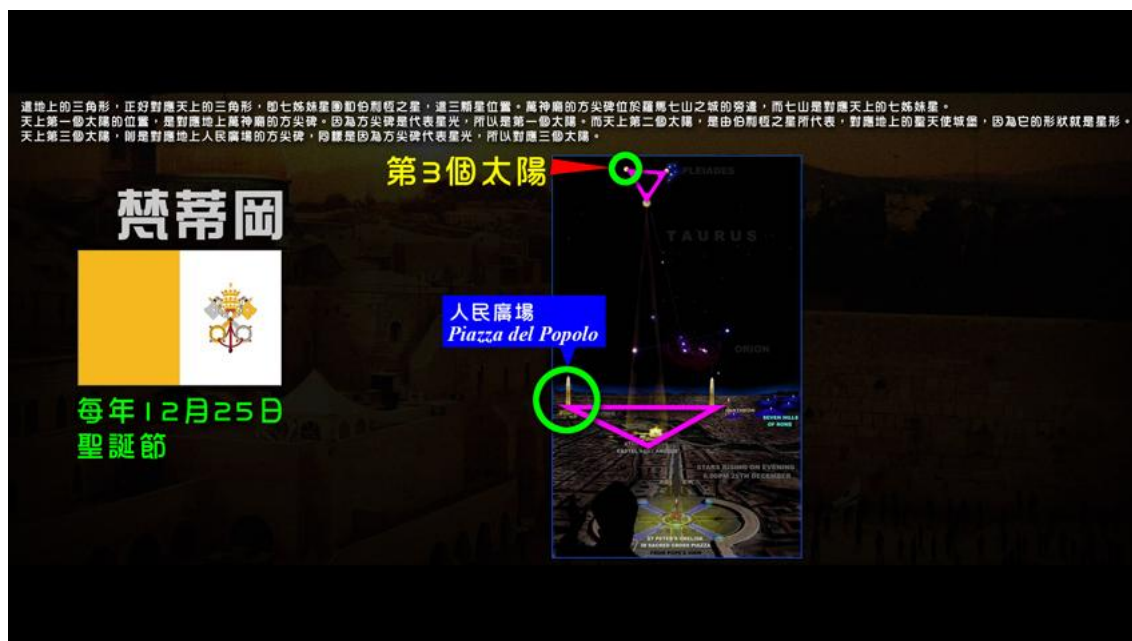 這地上的三角形，正好對應天上的三角形，即七姊妹星團和伯利恆之星，這三顆星位置。萬神廟的方尖碑位於羅馬七山之城的旁邊，而七山是對應天上的七姊妹星。
天上第一個太陽的位置，是對應地上萬神廟的方尖碑。因為方尖碑是代表星光，所以是第一個太陽。而天上第二個太陽，是由伯利恆之星所代表，對應地上的聖天使城堡，因為它的形狀就是星形。
天上第三個太陽，則是對應地上人民廣場的方尖碑，同樣是因為方尖碑代表星光，所以對應三個太陽。
第3個太陽
PLEIADES
梵蒂岡
TAURUS
人民廣場
Piazza del Popolo
ORION
每年12月25日
聖誕節
PANTHEON
SEVEN HILLS
OF ROME
STARS RISING ON EVENING
25TH DECEMBER
ST PETER'S OBELISK
IN SACRED CROSS PIAZZA
FROM POPE'S VIEW